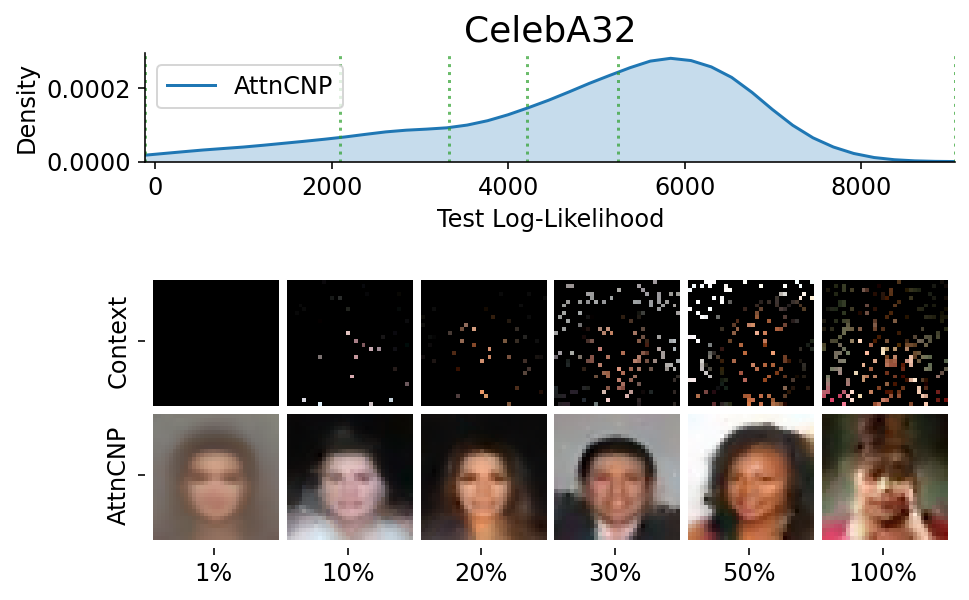 CelebA32
Density
0.0002
0.0000
AttnCNP
0 2000 4000 6000 8000
Test Log-Likelihood
Context
AttnCNP
1% 10% 20% 30% 50% 100%